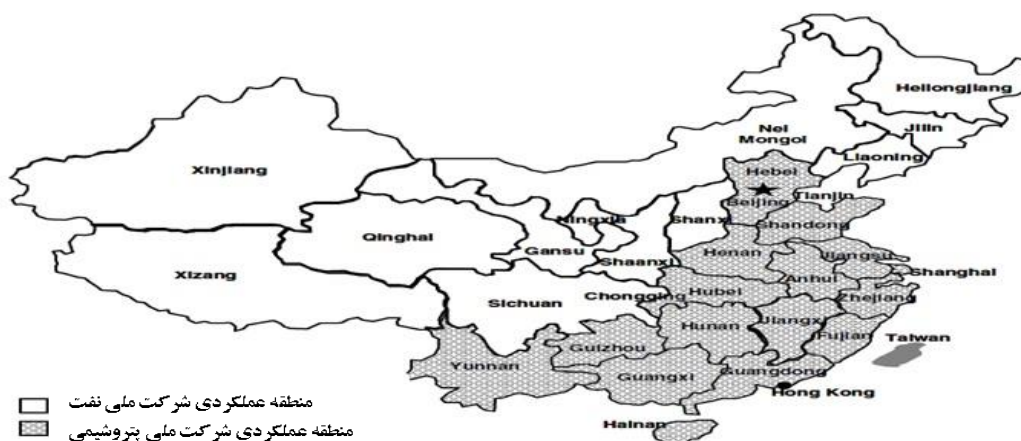 Heilongjiang
Jilin
Nei
Mongol
Liaoning
Hebei
Xinjiang
Tianjin
Beijing
Ningxia
Shanxi
Shandong
Qinghai
Gansu
Henan
Jiangsu
Shaanxi
Shanghai
Xizang
Anhui
Hubei
Chongqing
Zhejiang
Sichuan
Jiangxi
Hunan
Fujian
Taiwan
Guizhou
Yunnan
Guangdong
Guangxi
Hong Kong
Hainan
منطقه عملکردی شرکت ملی نفت
منطقه عملکردی شرکت ملی پتروشیمی